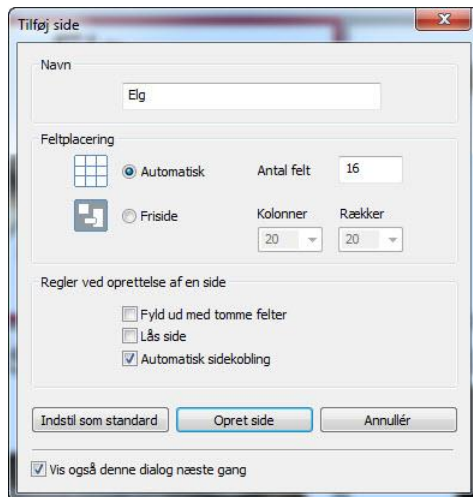 Tilføj side
Navn
Elg
Feltplacering
Automatisk Antal felt 16
Friside Kolonner Rækker
20 20
Regler ved oprettelse af en side
Fyld ud med tomme felter
Lås side
Automatisk sidekobling
Indstil som standard Opret side Annullér
Vis også denne dialog næste gang